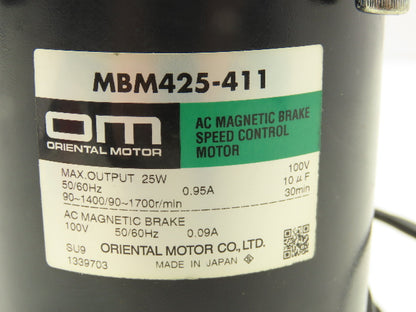 MBM425-411
om
ORIENTAL MOTOR
AC MAGNETIC BRAKE
SPEED CONTROL
MOTOR
MAX.OUTPUT 25W 100V
50/60Hz 0.95A 10μF
90~1400/90~1700r/min 30min
AC MAGNETIC BRAKE
100V 50/60Hz 0.09A
SU9 ORIENTAL MOTOR CO., LTD.
1339703 MADE IN JAPAN